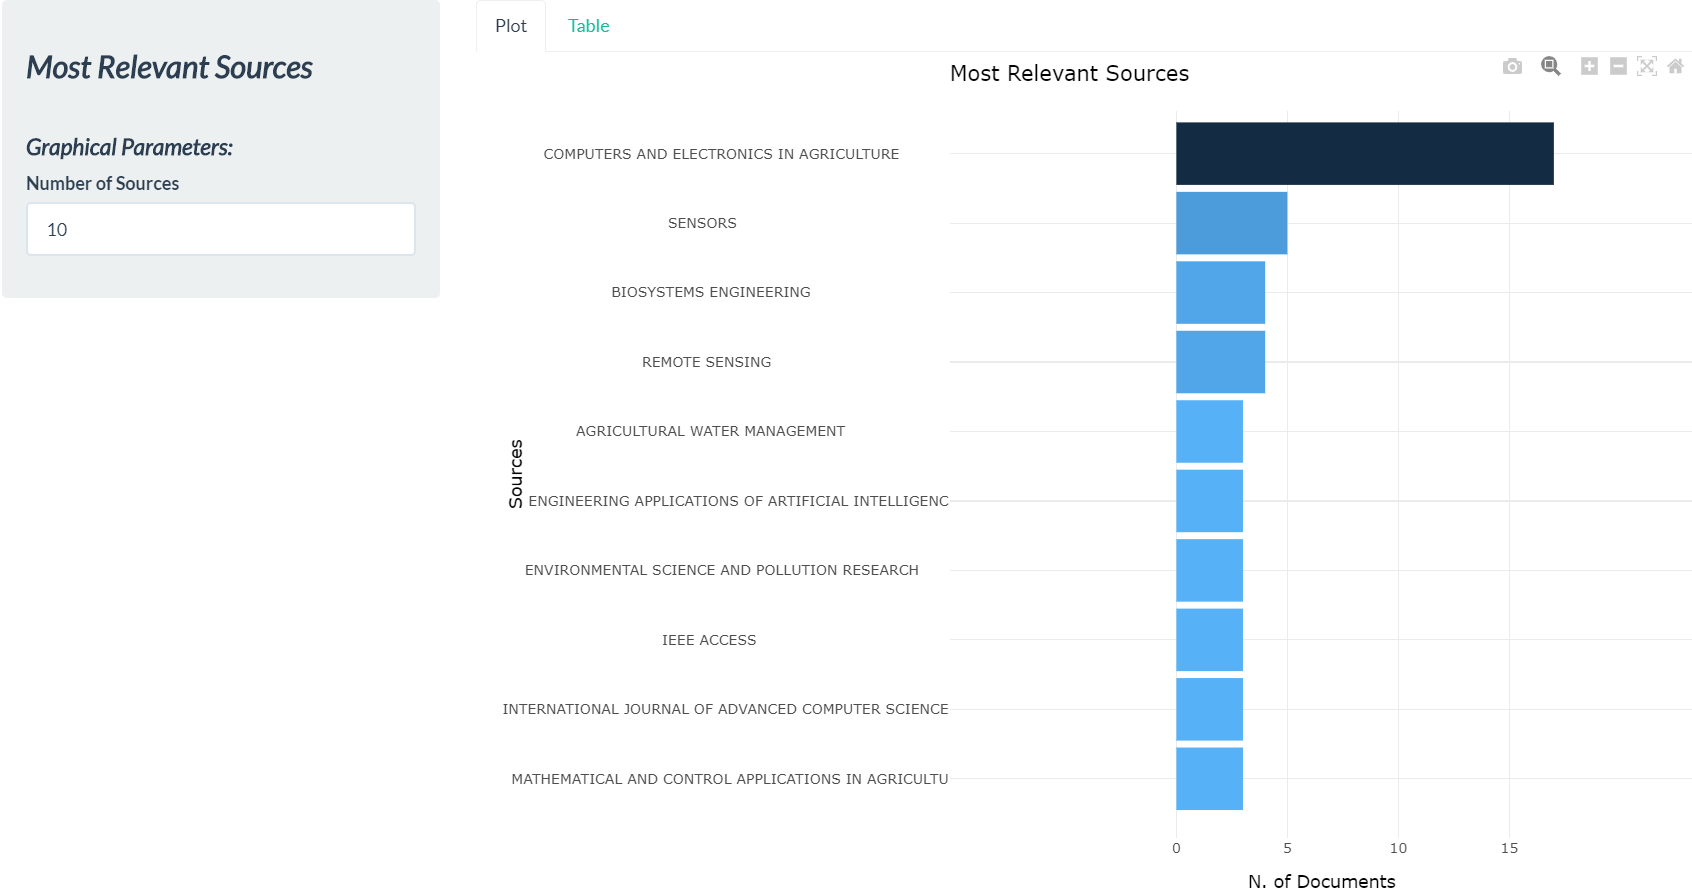 Most Relevant Sources
Graphical Parameters:
Number of Sources
10
Plot
Table
Most Relevant Sources
COMPUTERS AND ELECTRONICS IN AGRICULTURE
SENSORS
BIOSYSTEMS ENGINEERING
REMOTE SENSING
AGRICULTURAL WATER MANAGEMENT
Sources
ENGINEERING APPLICATIONS OF ARTIFICIAL INTELLIGENC
ENVIRONMENTAL SCIENCE AND POLLUTION RESEARCH
IEEE ACCESS
INTERNATIONAL JOURNAL OF ADVANCED COMPUTER SCIENCE
MATHEMATICAL AND CONTROL APPLICATIONS IN AGRICULTU
0 5 10 15
N. of Documents